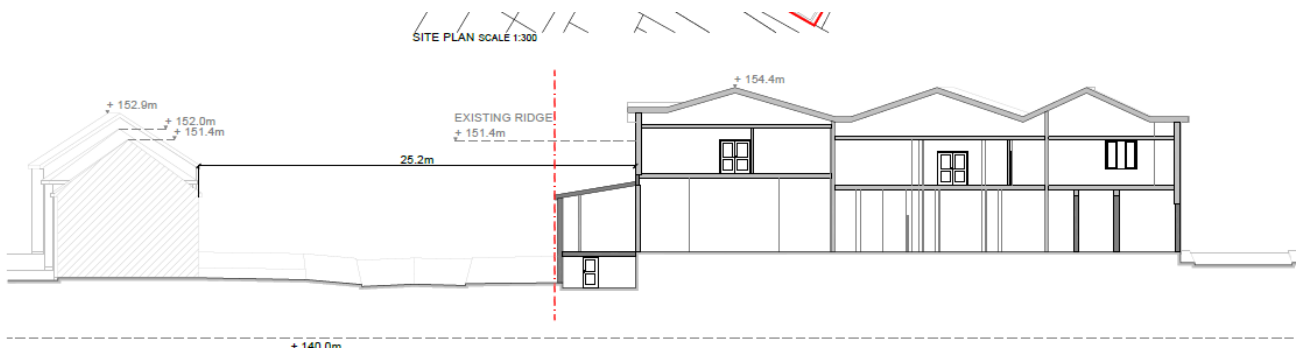 SITE PLAN SCALE 1:300
+ 154.4m
+ 152.9m
+ 152.0m
+ 151.4m
EXISTING RIDGE
+ 151.4m
25.2m
+ 140.0m